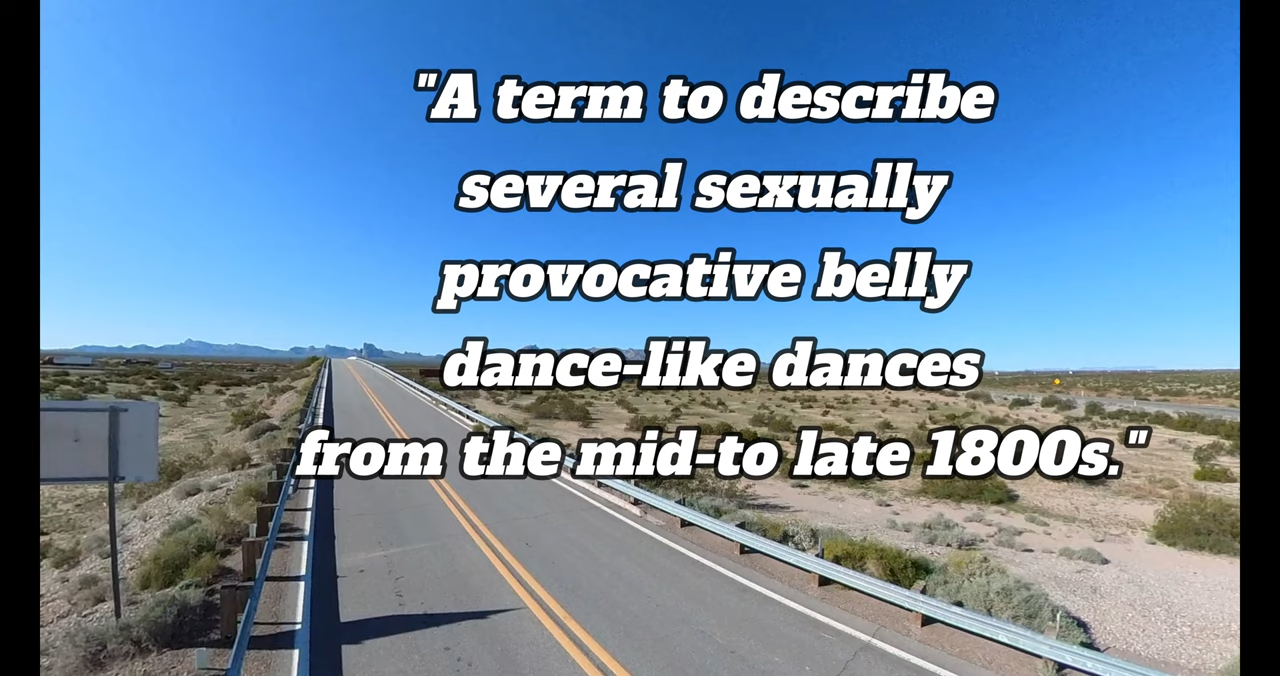 "A term to describe
several sexually
provocative belly
dance-like dances
from the mid-to late 1800s."